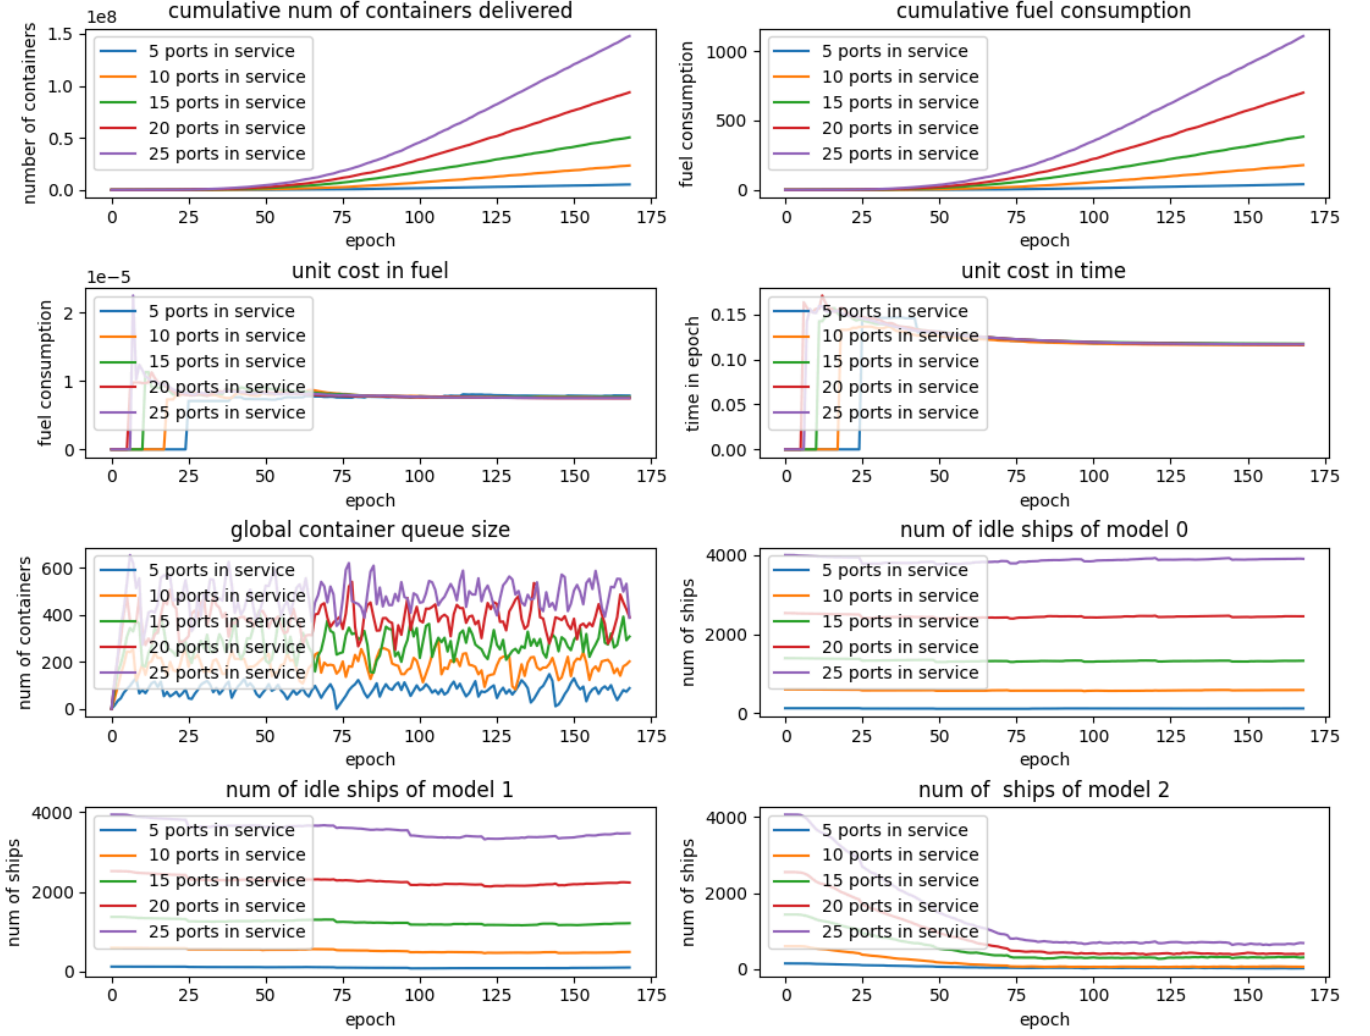 cumulative num of containers delivered
1e8
number of containers
1.5
1.0
0.5
0.0
5 ports in service
10 ports in service
15 ports in service
20 ports in service
25 ports in service
0 25 50 75 100 125 150 175
epoch
cumulative fuel consumption
fuel consumption
1000
500
0
5 ports in service
10 ports in service
15 ports in service
20 ports in service
25 ports in service
0 25 50 75 100 125 150 175
epoch
unit cost in fuel
1e−5
fuel consumption
2
1
0
5 ports in service
10 ports in service
15 ports in service
20 ports in service
25 ports in service
0 25 50 75 100 125 150 175
epoch
unit cost in time
time in epoch
0.15
0.10
0.05
0.00
5 ports in service
10 ports in service
15 ports in service
20 ports in service
25 ports in service
0 25 50 75 100 125 150 175
epoch
global container queue size
num of containers
600
400
200
0
5 ports in service
10 ports in service
15 ports in service
20 ports in service
25 ports in service
0 25 50 75 100 125 150 175
epoch
num of idle ships of model 0
num of ships
4000
2000
0
5 ports in service
10 ports in service
15 ports in service
20 ports in service
25 ports in service
0 25 50 75 100 125 150 175
epoch
num of idle ships of model 1
num of ships
4000
2000
0
5 ports in service
10 ports in service
15 ports in service
20 ports in service
25 ports in service
0 25 50 75 100 125 150 175
epoch
num of  ships of model 2
num of ships
4000
2000
0
5 ports in service
10 ports in service
15 ports in service
20 ports in service
25 ports in service
0 25 50 75 100 125 150 175
epoch